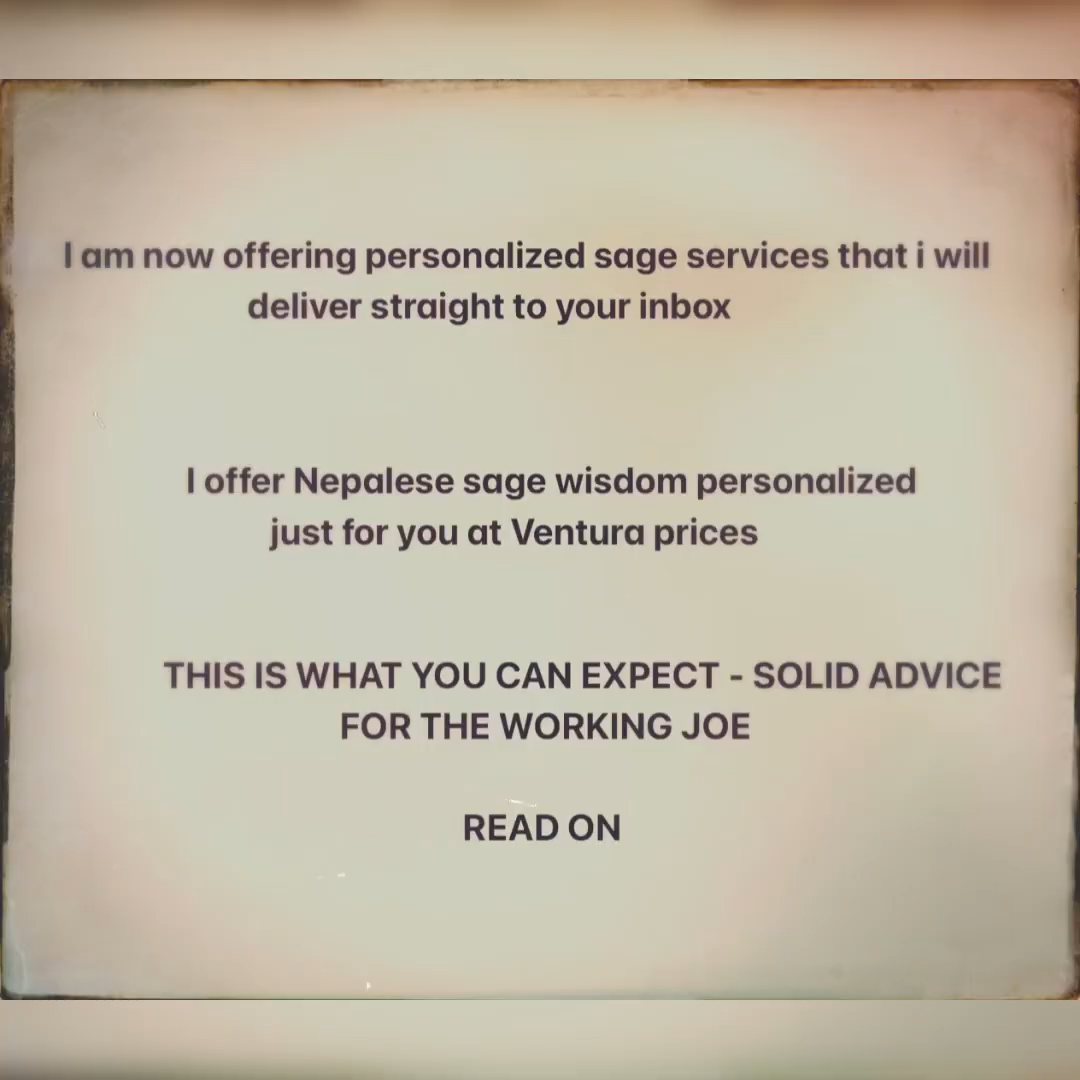 I am now offering personalized sage services that i will
deliver straight to your inbox
I offer Nepalese sage wisdom personalized
just for you at Ventura prices
THIS IS WHAT YOU CAN EXPECT - SOLID ADVICE
FOR THE WORKING JOE
READ ON